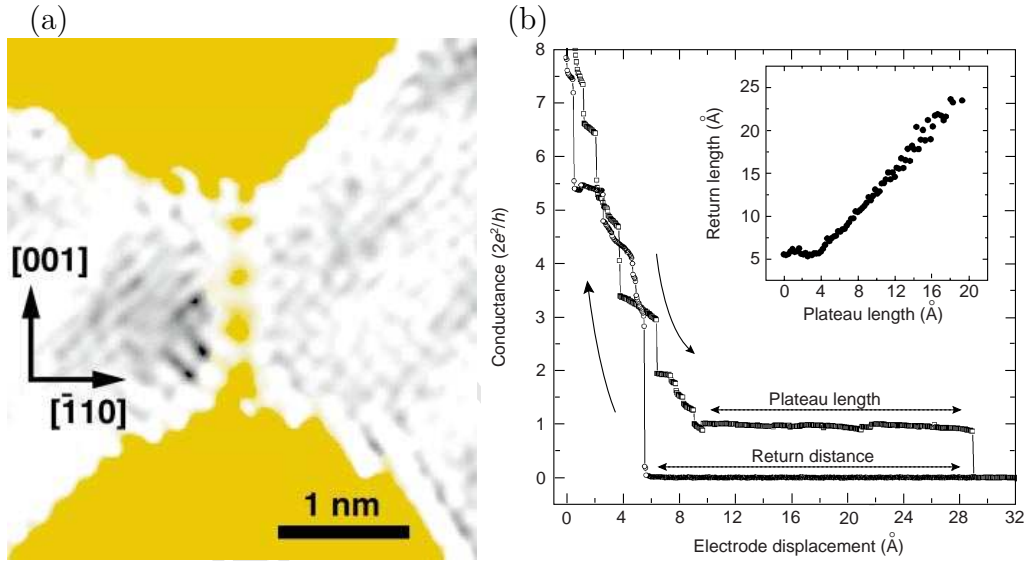 (a)
[001]
[1̄10]
1 nm
(b)
Conductance (2e²/h)
8
7
6
5
4
3
2
1
0
0 4 8 12 16 20 24 28 32
Electrode displacement (Å)
Plateau length
Return distance
Return length (Å)
25
20
15
10
5
0 4 8 12 16 20
Plateau length (Å)